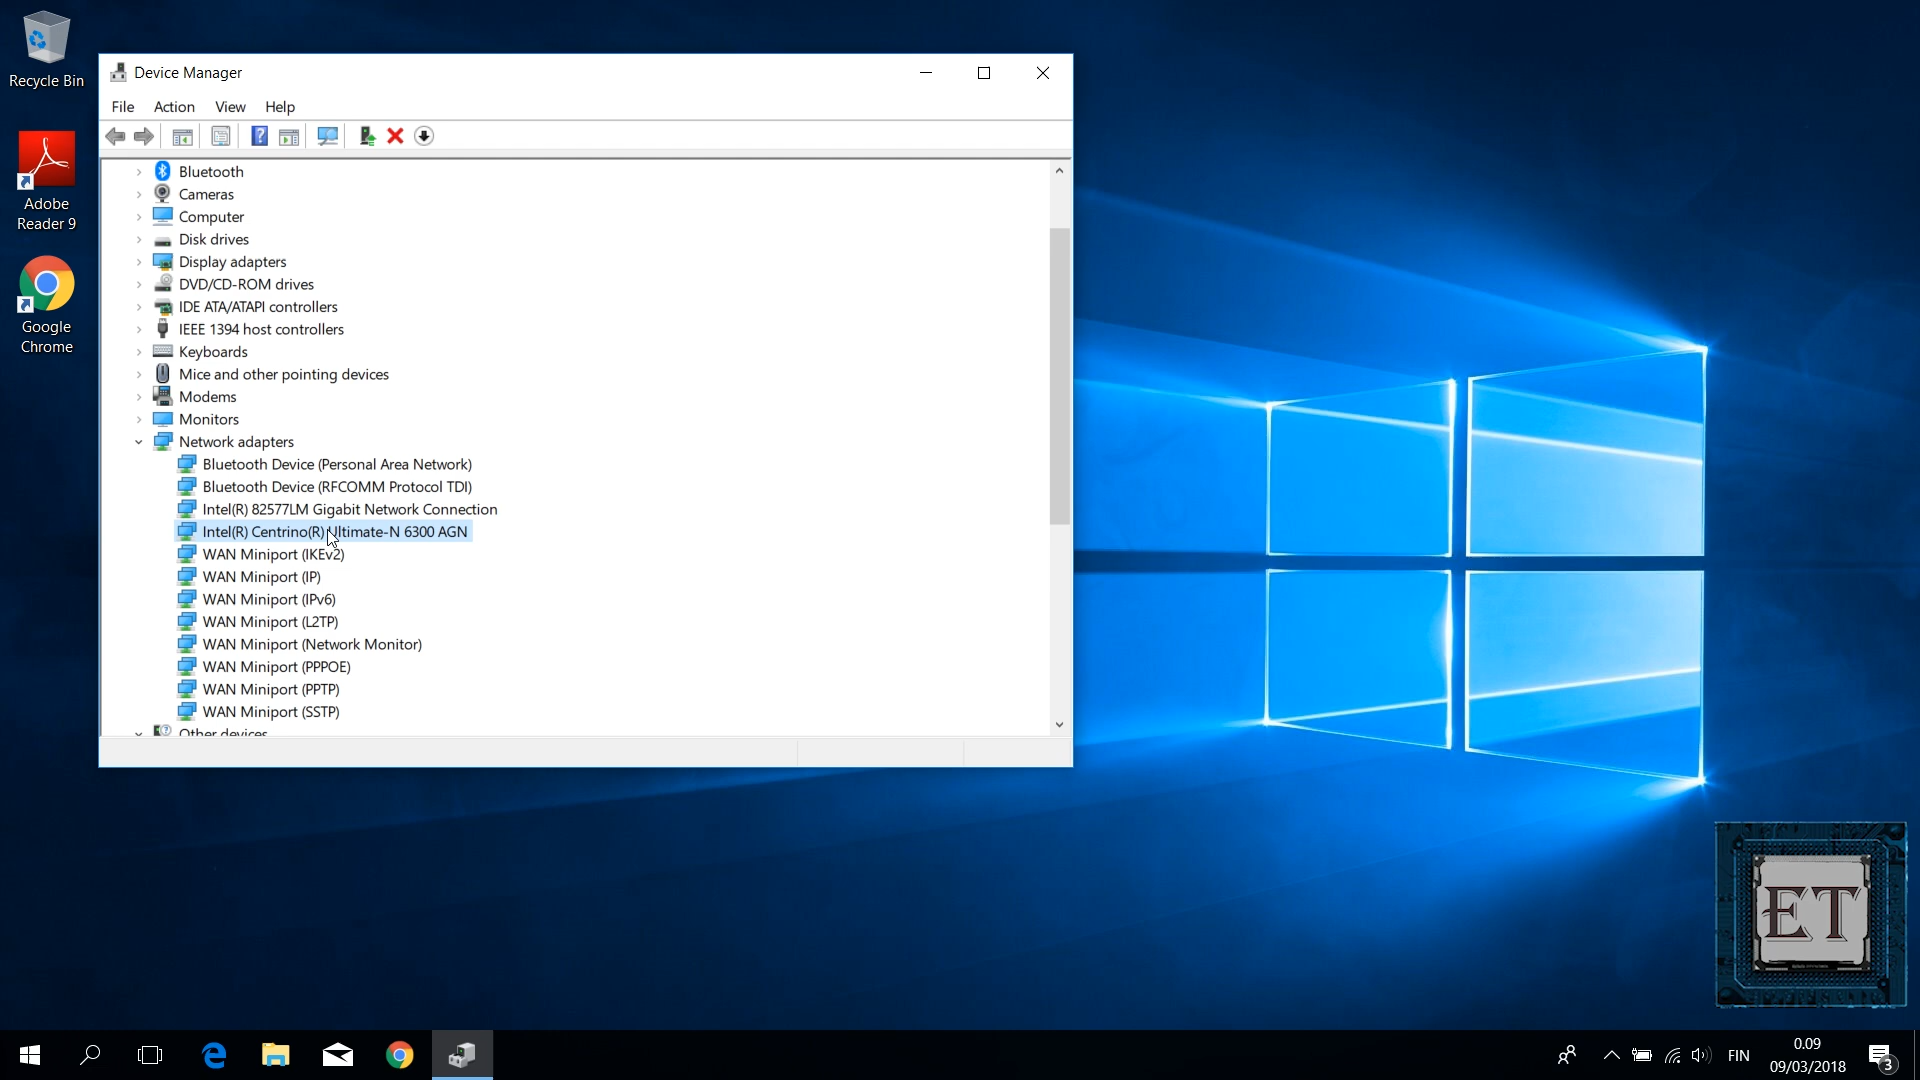 Recycle Bin
Adobe
Reader 9
Google
Chrome
Device Manager
File Action View Help
Bluetooth
Cameras
Computer
Disk drives
Display adapters
DVD/CD-ROM drives
IDE ATA/ATAPI controllers
IEEE 1394 host controllers
Keyboards
Mice and other pointing devices
Modems
Monitors
Network adapters
Bluetooth Device (Personal Area Network)
Bluetooth Device (RFCOMM Protocol TDI)
Intel(R) 82577LM Gigabit Network Connection
Intel(R) Centrino(R) Ultimate-N 6300 AGN
WAN Miniport (IKEv2)
WAN Miniport (IP)
WAN Miniport (IPv6)
WAN Miniport (L2TP)
WAN Miniport (Network Monitor)
WAN Miniport (PPPOE)
WAN Miniport (PPTP)
WAN Miniport (SSTP)
Other devices
ET
FIN
0.09
09/03/2018
3